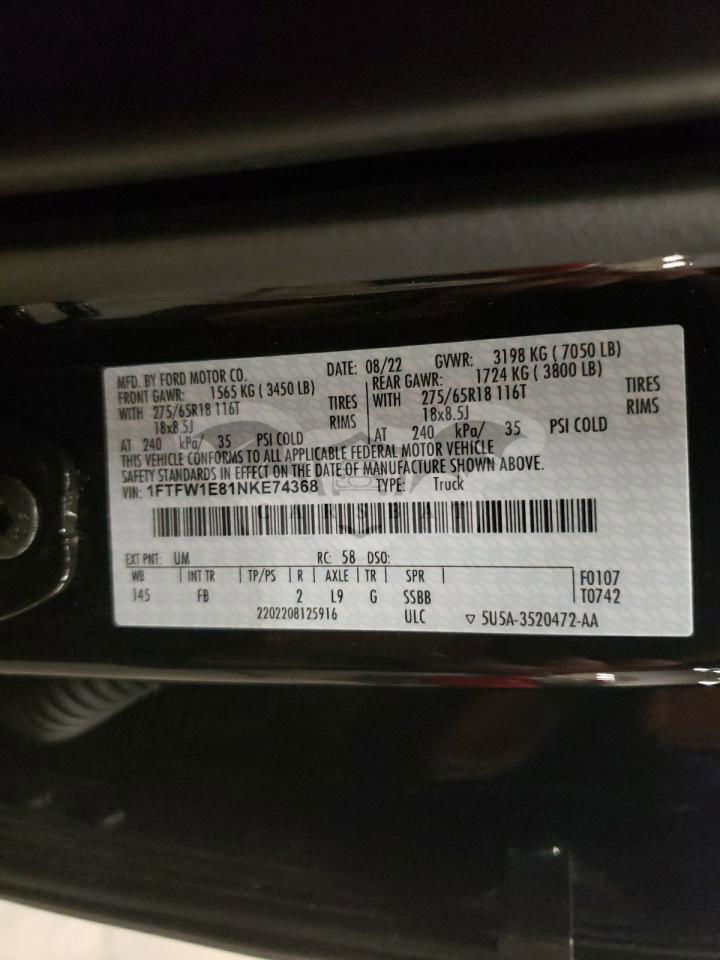 MFD. BY FORD MOTOR CO. DATE: 08/22 GVWR: 3198 KG ( 7050 LB)
FRONT GAWR: 1565 KG ( 3450 LB) REAR GAWR: 1724 KG ( 3800 LB)
WITH 275/65R18 116T TIRES WITH 275/65R18 116T TIRES
18x8.5J RIMS 18x8.5J RIMS
AT 240 kPa/ 35 PSI COLD AT 240 kPa/ 35 PSI COLD
THIS VEHICLE CONFORMS TO ALL APPLICABLE FEDERAL MOTOR VEHICLE
SAFETY STANDARDS IN EFFECT ON THE DATE OF MANUFACTURE SHOWN ABOVE.
VIN: 1FTFW1E81NKE74368 TYPE: Truck
EXT PNT: UM RC: 58 DSO:
WB INT TR TP/PS R AXLE TR SPR F0107
145 FB 2 L9 G SSBB T0742
2202208125916 ULC ▽ 5U5A-3520472-AA